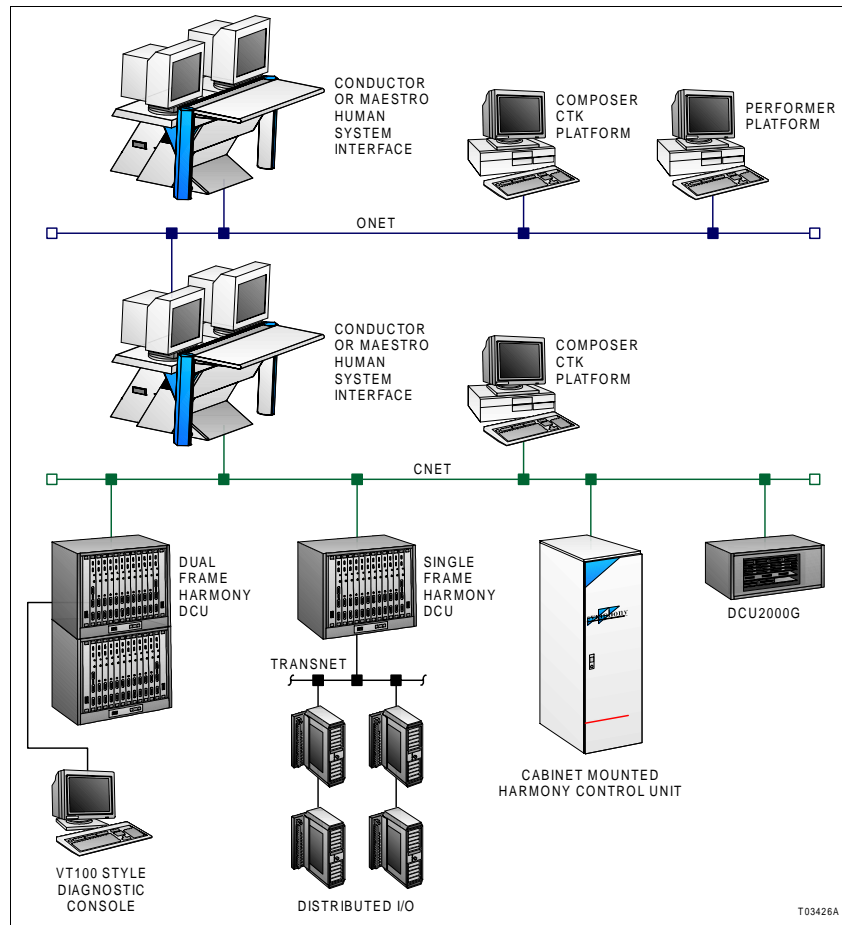 CONDUCTOR
OR MAESTRO
HUMAN
SYSTEM
INTERFACE
COMPOSER
CTK
PLATFORM
PERFORMER
PLATFORM
ONET
CONDUCTOR
OR MAESTRO
HUMAN
SYSTEM
INTERFACE
COMPOSER
CTK
PLATFORM
CNET
DUAL
FRAME
HARMONY
DCU
SINGLE
FRAME
HARMONY
DCU
DCU2000G
TRANSNET
CABINET MOUNTED
HARMONY CONTROL UNIT
VT100 STYLE
DIAGNOSTIC
CONSOLE
DISTRIBUTED I/O
T03426A